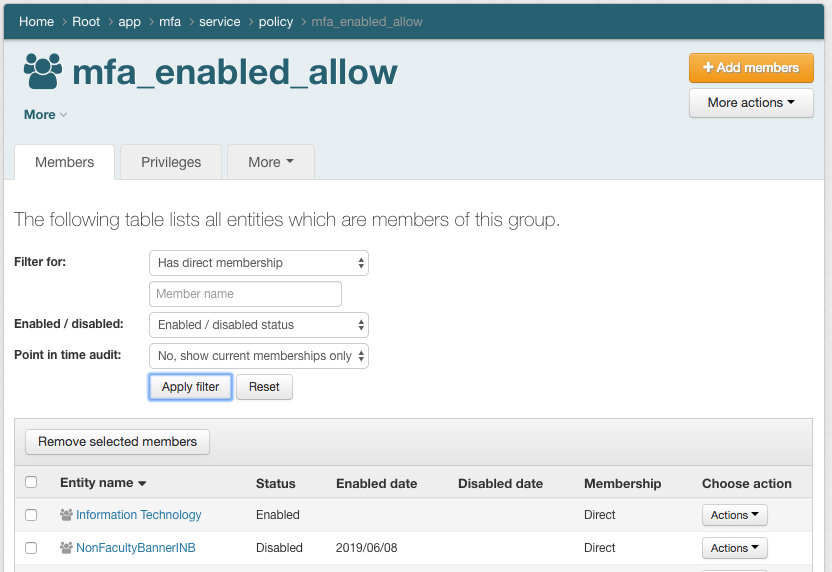 Home > Root > app > mfa > service > policy > mfa_enabled_allow
mfa_enabled_allow
+ Add members
More actions
More
Members Privileges More
The following table lists all entities which are members of this group.
Filter for: Has direct membership
Member name
Enabled / disabled: Enabled / disabled status
Point in time audit: No, show current memberships only
Apply filter Reset
Remove selected members
Entity name Status Enabled date Disabled date Membership Choose action
Information Technology Enabled Direct Actions
NonFacultyBannerINB Disabled 2019/06/08 Direct Actions